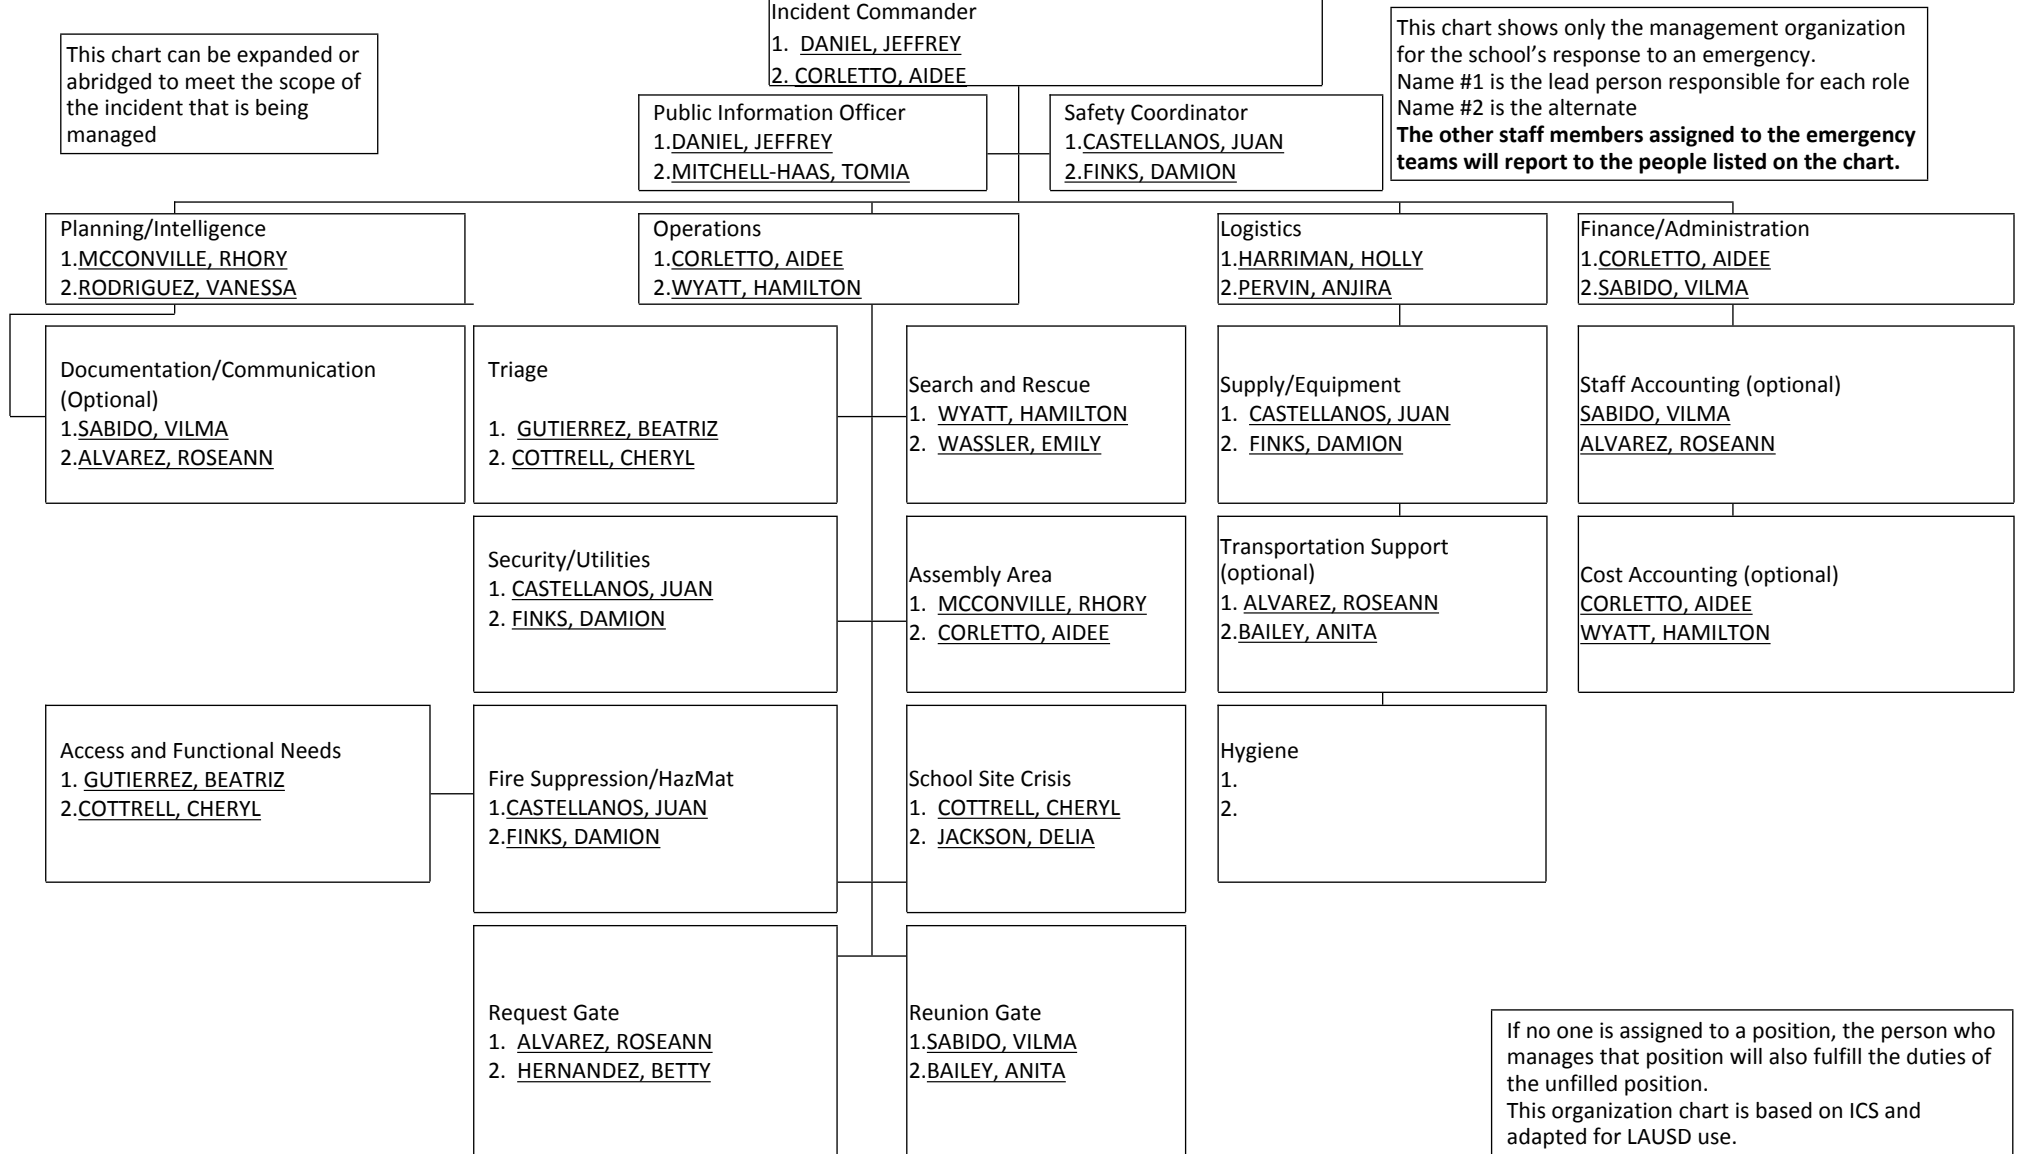 Incident Commander
1. DANIEL, JEFFREY
2. CORLETTO, AIDEE
This chart can be expanded or
abridged to meet the scope of
the incident that is being
managed
This chart shows only the management organization
for the school’s response to an emergency.
Name #1 is the lead person responsible for each role
Name #2 is the alternate
The other staff members assigned to the emergency
teams will report to the people listed on the chart.
Public Information Officer
1.DANIEL, JEFFREY
2.MITCHELL-HAAS, TOMIA
Safety Coordinator
1.CASTELLANOS, JUAN
2.FINKS, DAMION
Planning/Intelligence
1.MCCONVILLE, RHORY
2.RODRIGUEZ, VANESSA
Operations
1.CORLETTO, AIDEE
2.WYATT, HAMILTON
Logistics
1.HARRIMAN, HOLLY
2.PERVIN, ANJIRA
Finance/Administration
1.CORLETTO, AIDEE
2.SABIDO, VILMA
Documentation/Communication
(Optional)
1.SABIDO, VILMA
2.ALVAREZ, ROSEANN
Triage
1. GUTIERREZ, BEATRIZ
2. COTTRELL, CHERYL
Search and Rescue
1. WYATT, HAMILTON
2. WASSLER, EMILY
Supply/Equipment
1. CASTELLANOS, JUAN
2. FINKS, DAMION
Staff Accounting (optional)
SABIDO, VILMA
ALVAREZ, ROSEANN
Security/Utilities
1. CASTELLANOS, JUAN
2. FINKS, DAMION
Assembly Area
1. MCCONVILLE, RHORY
2. CORLETTO, AIDEE
Transportation Support
(optional)
1. ALVAREZ, ROSEANN
2.BAILEY, ANITA
Cost Accounting (optional)
CORLETTO, AIDEE
WYATT, HAMILTON
Access and Functional Needs
1. GUTIERREZ, BEATRIZ
2.COTTRELL, CHERYL
Fire Suppression/HazMat
1.CASTELLANOS, JUAN
2.FINKS, DAMION
School Site Crisis
1. COTTRELL, CHERYL
2. JACKSON, DELIA
Hygiene
1.
2.
Request Gate
1. ALVAREZ, ROSEANN
2. HERNANDEZ, BETTY
Reunion Gate
1.SABIDO, VILMA
2.BAILEY, ANITA
If no one is assigned to a position, the person who
manages that position will also fulfill the duties of
the unfilled position.
This organization chart is based on ICS and
adapted for LAUSD use.